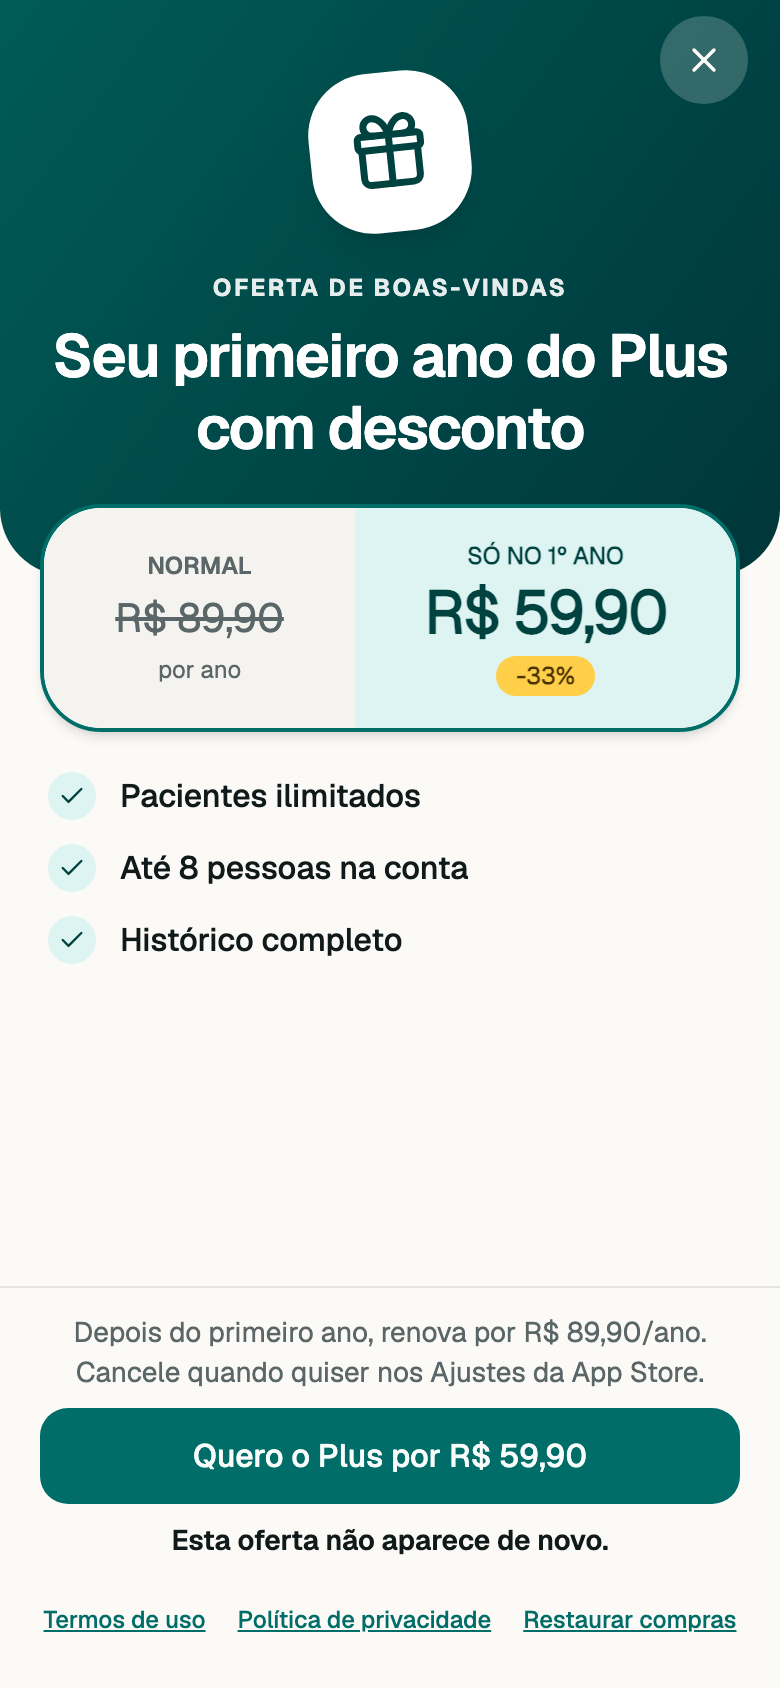 OFERTA DE BOAS-VINDAS
Seu primeiro ano do Plus
com desconto
NORMAL
R$ 89,90
por ano
SÓ NO 1º ANO
R$ 59,90
-33%
Pacientes ilimitados
Até 8 pessoas na conta
Histórico completo
Depois do primeiro ano, renova por R$ 89,90/ano.
Cancele quando quiser nos Ajustes da App Store.
Quero o Plus por R$ 59,90
Esta oferta não aparece de novo.
Termos de uso Política de privacidade Restaurar compras